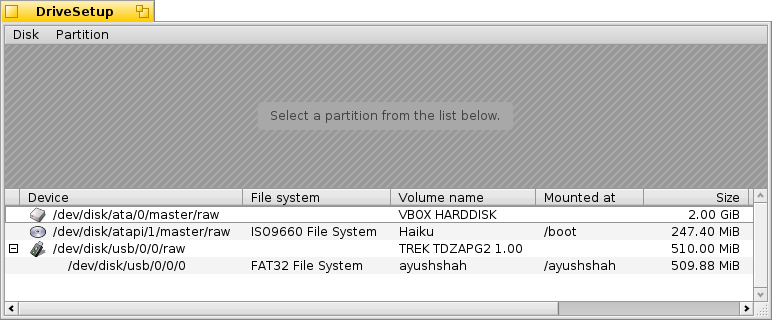 DriveSetup
Disk Partition
Select a partition from the list below.
Device File system Volume name Mounted at Size
/dev/disk/ata/0/master/raw VBOX HARDDISK 2.00 GiB
/dev/disk/atapi/1/master/raw ISO9660 File System Haiku /boot 247.40 MiB
/dev/disk/usb/0/0/raw TREK TDZAPG2 1.00 510.00 MiB
/dev/disk/usb/0/0/0 FAT32 File System ayushshah /ayushshah 509.88 MiB